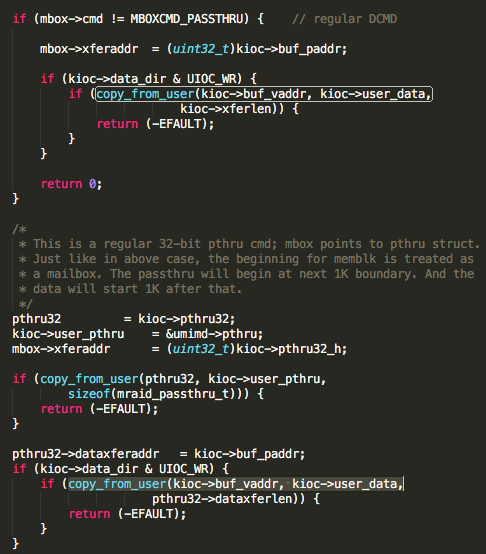 if (mbox->cmd != MBOXCMD_PASSTHRU) {    // regular DCMD
mbox->xferaddr  = (uint32_t)kioc->buf_paddr;
if (kioc->data_dir & UIOC_WR) {
if (copy_from_user(kioc->buf_vaddr, kioc->user_data,
kioc->xferlen)) {
return (-EFAULT);
}
}
return 0;
}
/*
* This is a regular 32-bit pthru cmd; mbox points to pthru struct.
* Just like in above case, the beginning for memblk is treated as
* a mailbox. The passthru will begin at next 1K boundary. And the
* data will start 1K after that.
*/
pthru32         = kioc->pthru32;
kioc->user_pthru    = &umimd->pthru;
mbox->xferaddr      = (uint32_t)kioc->pthru32_h;
if (copy_from_user(pthru32, kioc->user_pthru,
sizeof(mraid_passthru_t))) {
return (-EFAULT);
}
pthru32->dataxferaddr   = kioc->buf_paddr;
if (kioc->data_dir & UIOC_WR) {
if (copy_from_user(kioc->buf_vaddr, kioc->user_data,
pthru32->dataxferlen)) {
return (-EFAULT);
}
}